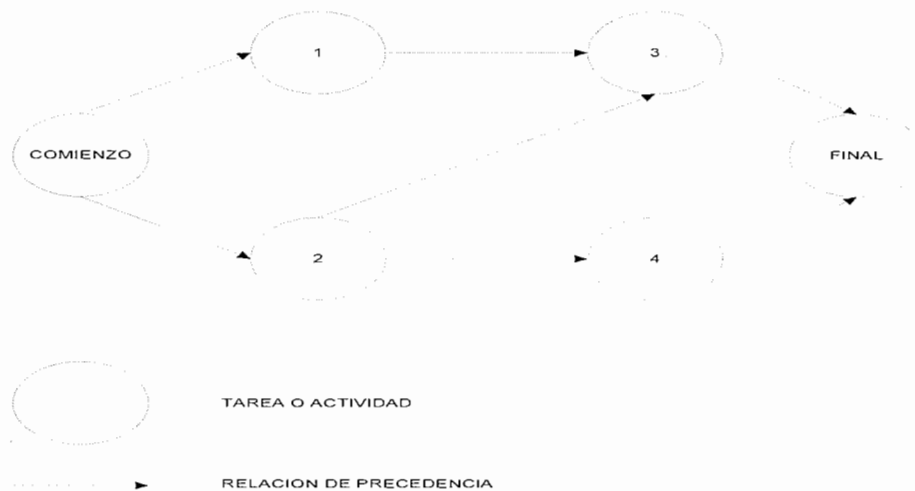 1
3
COMIENZO
FINAL
2
4
TAREA O ACTIVIDAD
RELACION DE PRECEDENCIA